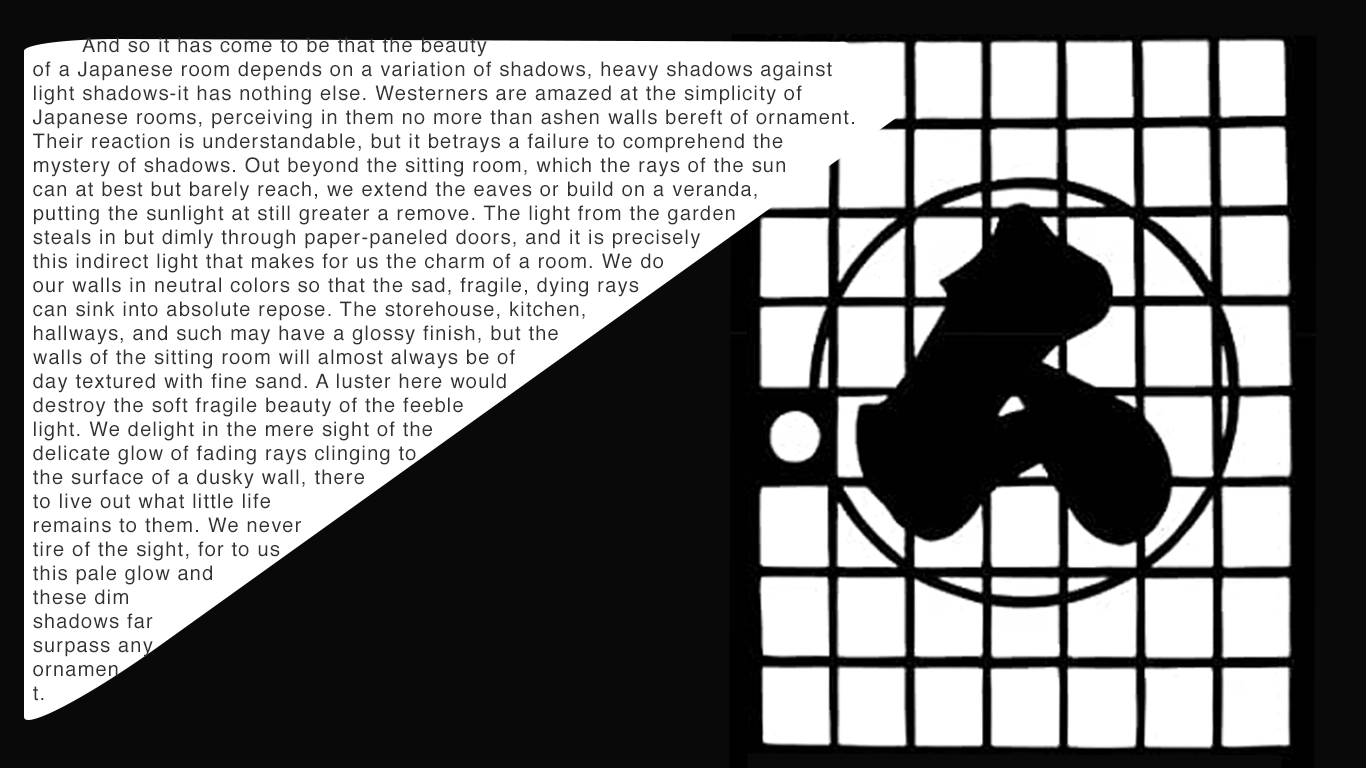 And so it has come to be that the beauty
of a Japanese room depends on a variation of shadows, heavy shadows against
light shadows-it has nothing else. Westerners are amazed at the simplicity of
Japanese rooms, perceiving in them no more than ashen walls bereft of ornament.
Their reaction is understandable, but it betrays a failure to comprehend the
mystery of shadows. Out beyond the sitting room, which the rays of the sun
can at best but barely reach, we extend the eaves or build on a veranda,
putting the sunlight at still greater a remove. The light from the garden
steals in but dimly through paper-paneled doors, and it is precisely
this indirect light that makes for us the charm of a room. We do
our walls in neutral colors so that the sad, fragile, dying rays
can sink into absolute repose. The storehouse, kitchen,
hallways, and such may have a glossy finish, but the
walls of the sitting room will almost always be of
day textured with fine sand. A luster here would
destroy the soft fragile beauty of the feeble
light. We delight in the mere sight of the
delicate glow of fading rays clinging to
the surface of a dusky wall, there
to live out what little life
remains to them. We never
tire of the sight, for to us
this pale glow and
these dim
shadows far
surpass any
ornamen
t.